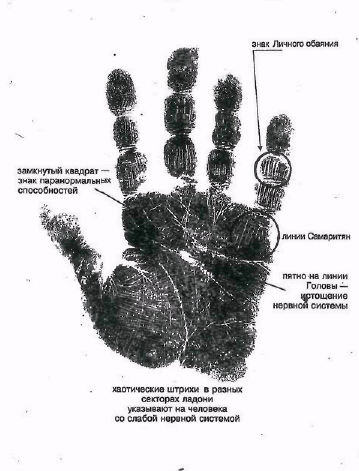 знак Личного обаяния
замкнутый квадрат —
знак паранормальных
способностей
линии Самаритян
пятно на линии
Головы —
истощение
нервной системы
хаотические штрихи в разных
секторах ладони
указывают на человека
со слабой нервной системой